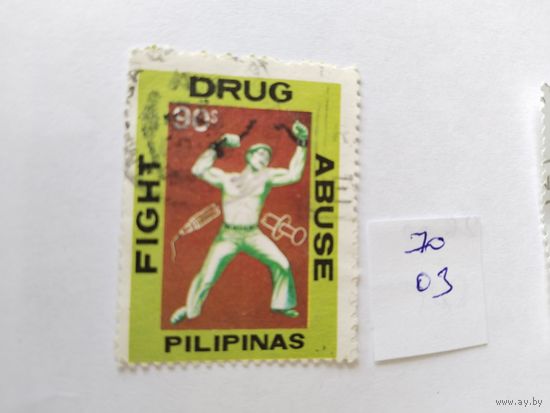 FIGHT
DRUG
ABUSE
90s
PILIPINAS
70
03
www.ay.by